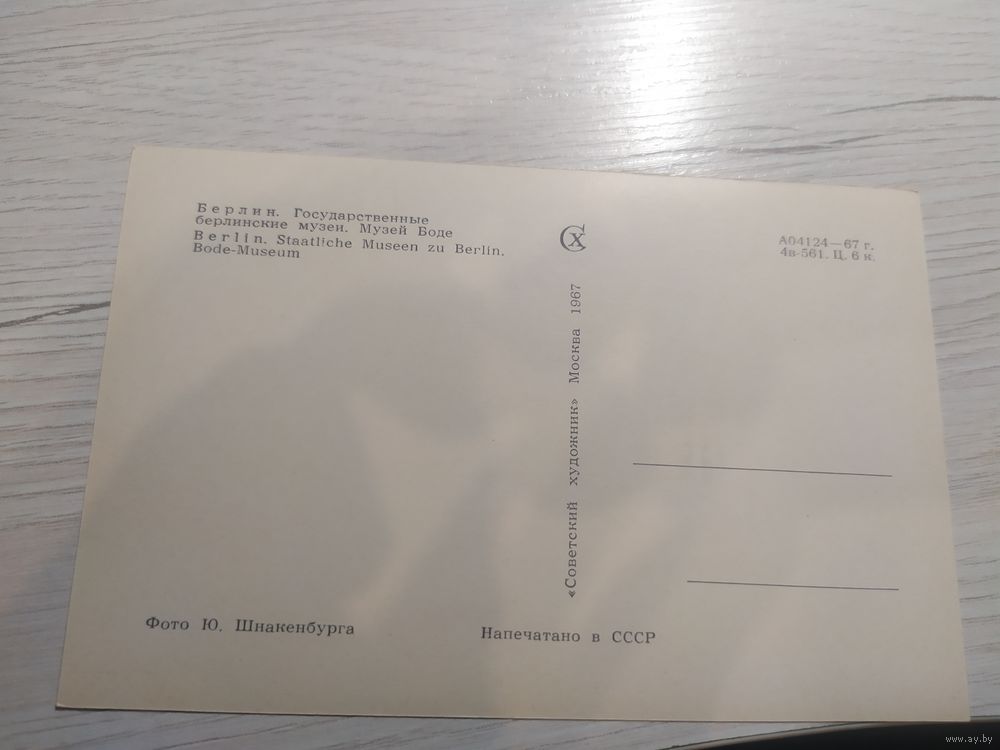 Берлин. Государственные
берлинские музеи. Музей Боде
Berlin. Staatliche Museen zu Berlin.
Bode-Museum
СХ
А04124—67 г.
4в-561. Ц. 6 к.
«Советский художник» Москва 1967
Фото Ю. Шнакенбурга
Напечатано в СССР
www.ay.by